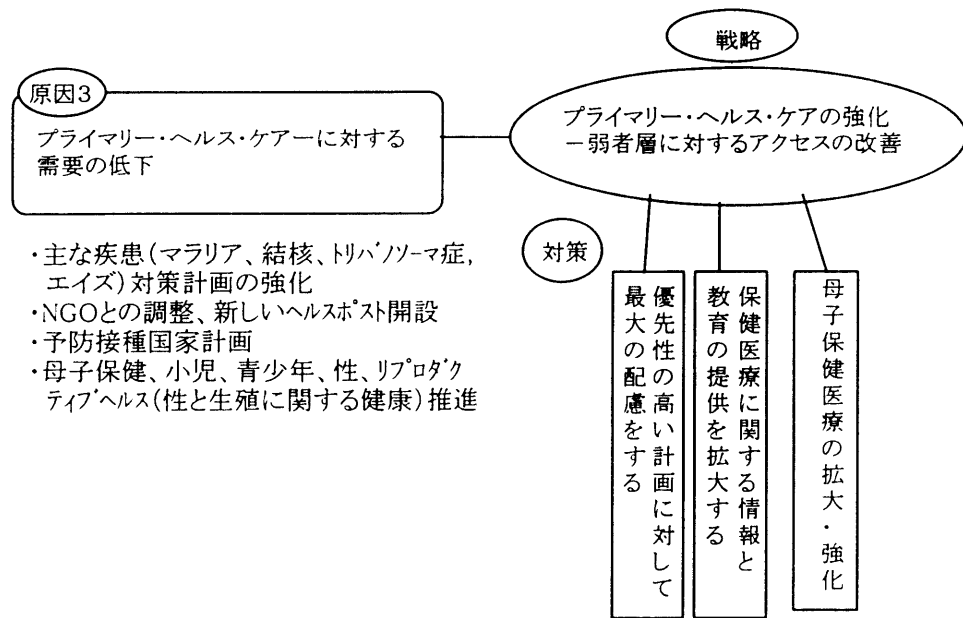 戦略
原因3
プライマリー・ヘルス・ケアーに対する
需要の低下
プライマリー・ヘルス・ケアの強化
－弱者層に対するアクセスの改善
・主な疾患(マラリア、結核、トリパノソーマ症,
エイズ)対策計画の強化
・NGOとの調整、新しいヘルスポスト開設
・予防接種国家計画
・母子保健、小児、青少年、性、リプロダク
ティブヘルス(性と生殖に関する健康)推進
対策
優先性の高い計画に対して
最大の配慮をする
保健医療に関する情報と
教育の提供を拡大する
母子保健医療の拡大・強化